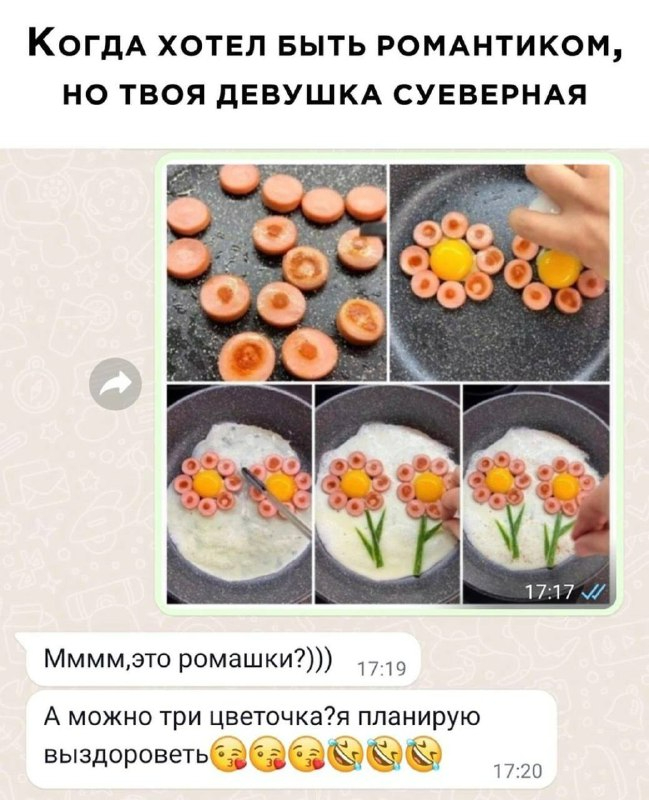 Когда хотел быть романтиком,
но твоя девушка суеверная
17:17
Мммм,это ромашки?)))
17:19
А можно три цветочка?я планирую
выздороветь😘😘😘🤣🤣🤣
17:20